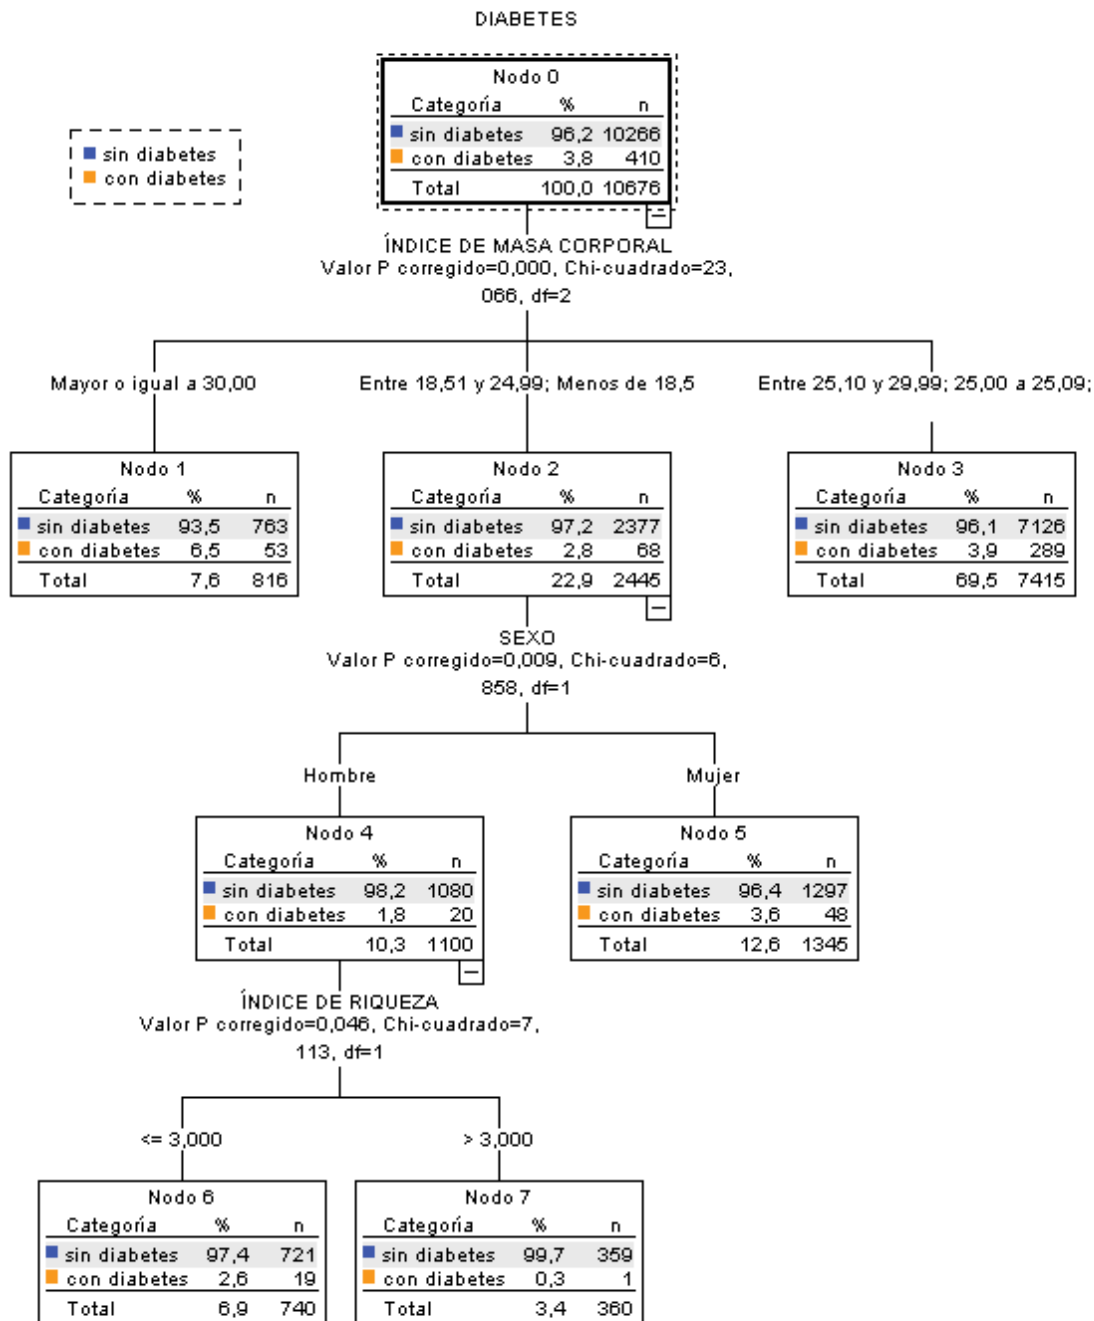 DIABETES
sin diabetes
con diabetes
Nodo 0
Categoría % n
sin diabetes 96,2 10266
con diabetes 3,8 410
Total 100,0 10676
ÍNDICE DE MASA CORPORAL
Valor P corregido=0,000, Chi-cuadrado=23,
066, df=2
Mayor o igual a 30,00
Entre 18,51 y 24,99; Menos de 18,5
Entre 25,10 y 29,99; 25,00 a 25,09;
Nodo 1
Categoría % n
sin diabetes 93,5 763
con diabetes 6,5 53
Total 7,6 816
Nodo 2
Categoría % n
sin diabetes 97,2 2377
con diabetes 2,8 68
Total 22,9 2445
Nodo 3
Categoría % n
sin diabetes 96,1 7126
con diabetes 3,9 289
Total 69,5 7415
SEXO
Valor P corregido=0,009, Chi-cuadrado=6,
858, df=1
Hombre
Mujer
Nodo 4
Categoría % n
sin diabetes 98,2 1080
con diabetes 1,8 20
Total 10,3 1100
Nodo 5
Categoría % n
sin diabetes 96,4 1297
con diabetes 3,6 48
Total 12,6 1345
ÍNDICE DE RIQUEZA
Valor P corregido=0,046, Chi-cuadrado=7,
113, df=1
<= 3,000
> 3,000
Nodo 6
Categoría % n
sin diabetes 97,4 721
con diabetes 2,6 19
Total 6,9 740
Nodo 7
Categoría % n
sin diabetes 99,7 359
con diabetes 0,3 1
Total 3,4 360